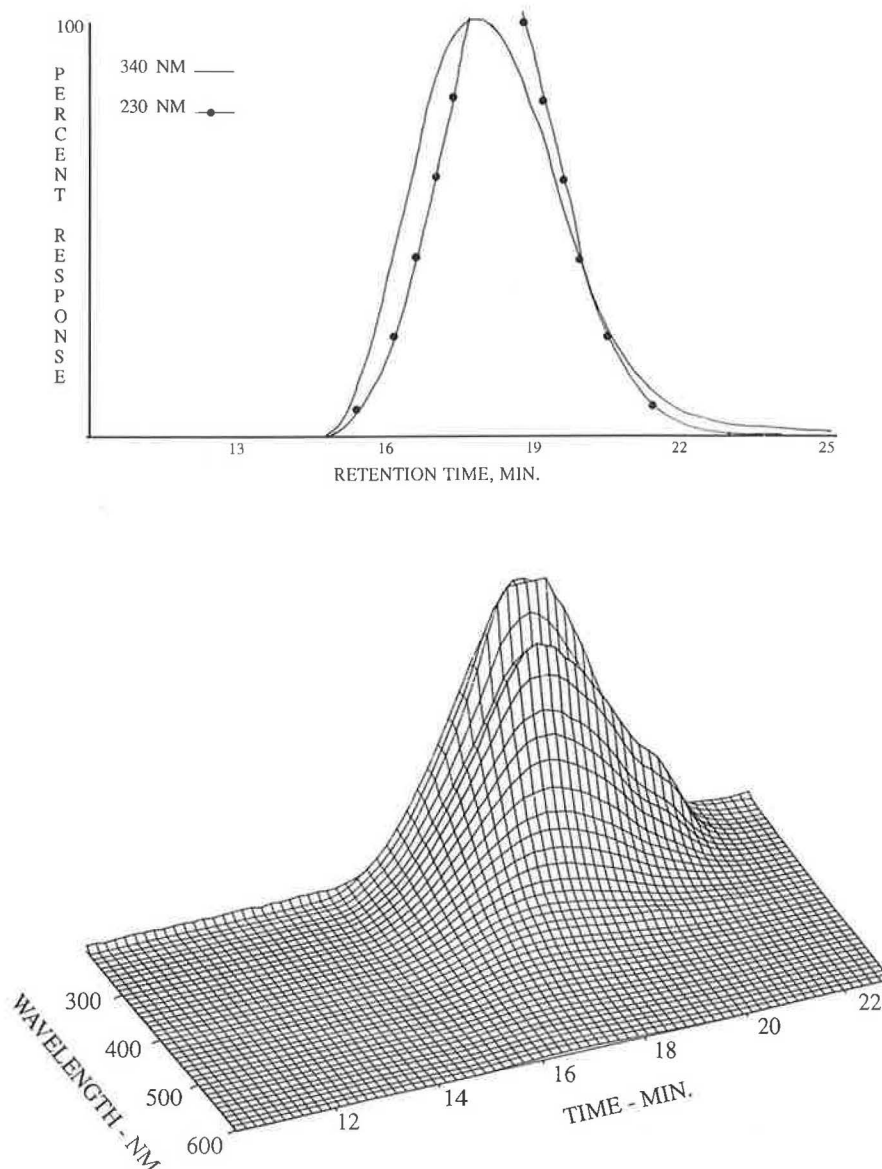 100
PERCENT RESPONSE
340 NM
230 NM
13 16 19 22 25
RETENTION TIME, MIN.
300
400
500
600
WAVELENGTH - NM
12 14 16 18 20 22
TIME - MIN.